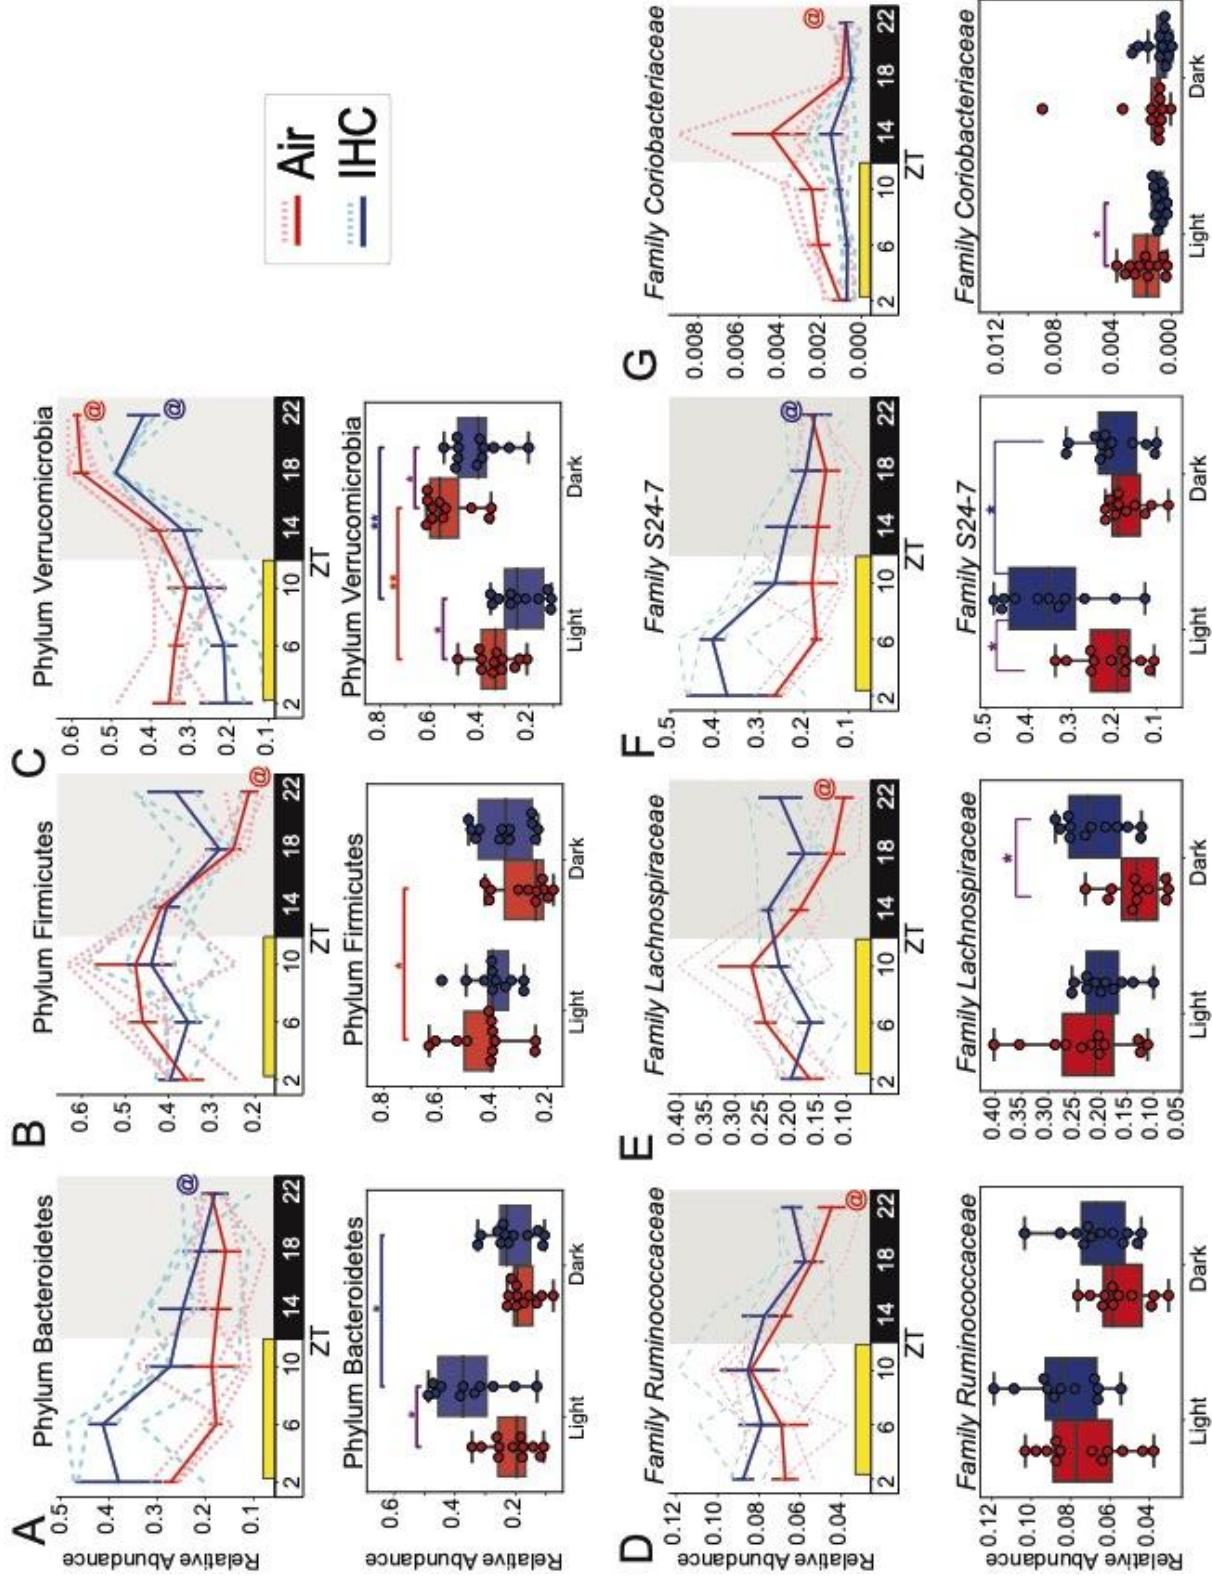 A
Phylum Bacteroidetes
Relative Abundance
0.5
0.4
0.3
0.2
0.1
@
2 6 10 14 18 22
ZT
Phylum Bacteroidetes
Relative Abundance
0.6
0.4
0.2
*
*
Light Dark
B
Phylum Firmicutes
0.6
0.5
0.4
0.3
0.2
@
2 6 10 14 18 22
ZT
Phylum Firmicutes
0.8
0.6
0.4
0.2
*
Light Dark
C
Phylum Verrucomicrobia
0.6
0.5
0.4
0.3
0.2
0.1
@
@
2 6 10 14 18 22
ZT
Phylum Verrucomicrobia
0.8
0.6
0.4
0.2
**
**
*
*
Light Dark
Air
IHC
D
Family Ruminococcaceae
Relative Abundance
0.12
0.10
0.08
0.06
0.04
@
2 6 10 14 18 22
ZT
Family Ruminococcaceae
Relative Abundance
0.12
0.10
0.08
0.06
0.04
Light Dark
E
Family Lachnospiraceae
0.40
0.35
0.30
0.25
0.20
0.15
0.10
@
2 6 10 14 18 22
ZT
Family Lachnospiraceae
0.40
0.35
0.30
0.25
0.20
0.15
0.10
0.05
*
Light Dark
F
Family S24-7
0.5
0.4
0.3
0.2
0.1
@
2 6 10 14 18 22
ZT
Family S24-7
0.5
0.4
0.3
0.2
0.1
*
*
Light Dark
G
Family Coriobacteriaceae
0.008
0.006
0.004
0.002
0.000
@
2 6 10 14 18 22
ZT
Family Coriobacteriaceae
0.012
0.008
0.004
0.000
*
Light Dark